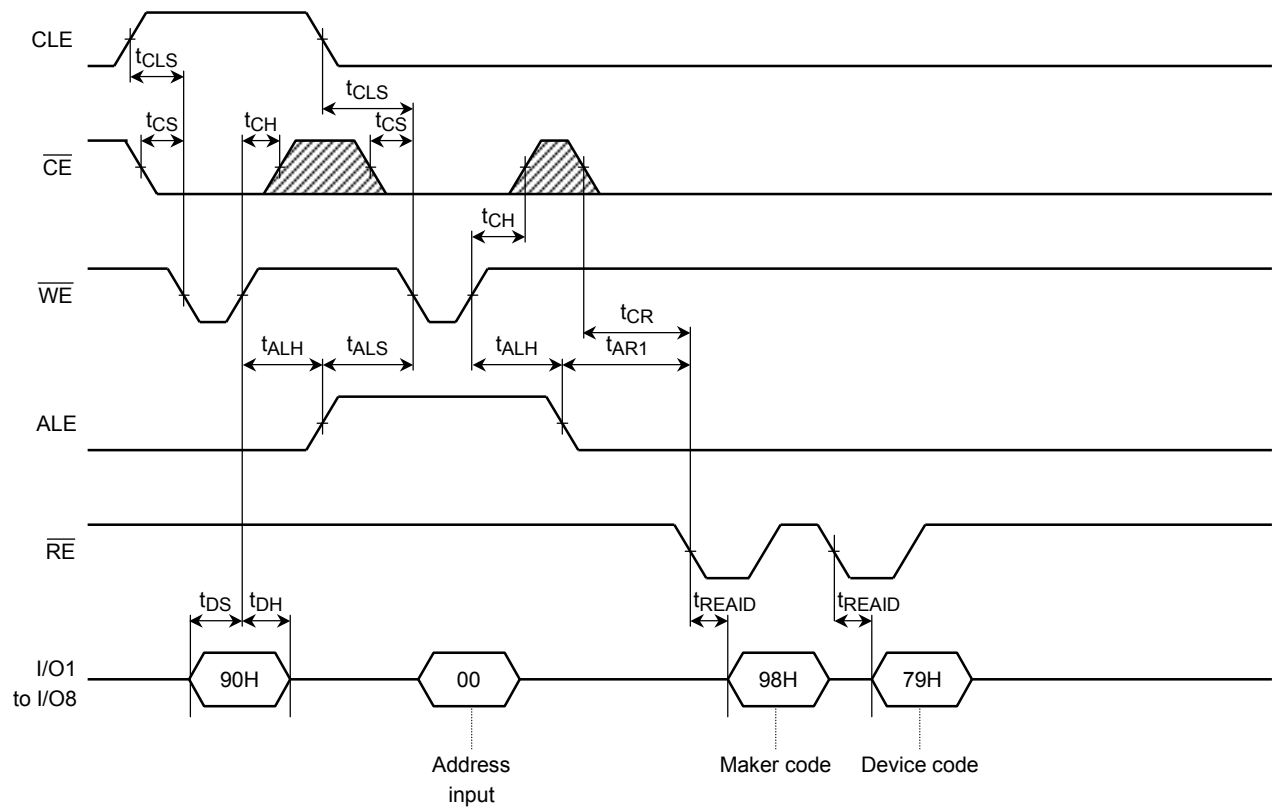 CLE
tCLS
tCLS
tCS
tCH
tCS
CE
tCH
WE
tCR
tALH
tALS
tALH
tAR1
ALE
RE
tDS
tDH
tREAID
tREAID
I/O1
to I/O8
90H
00
98H
79H
Address
input
Maker code
Device code